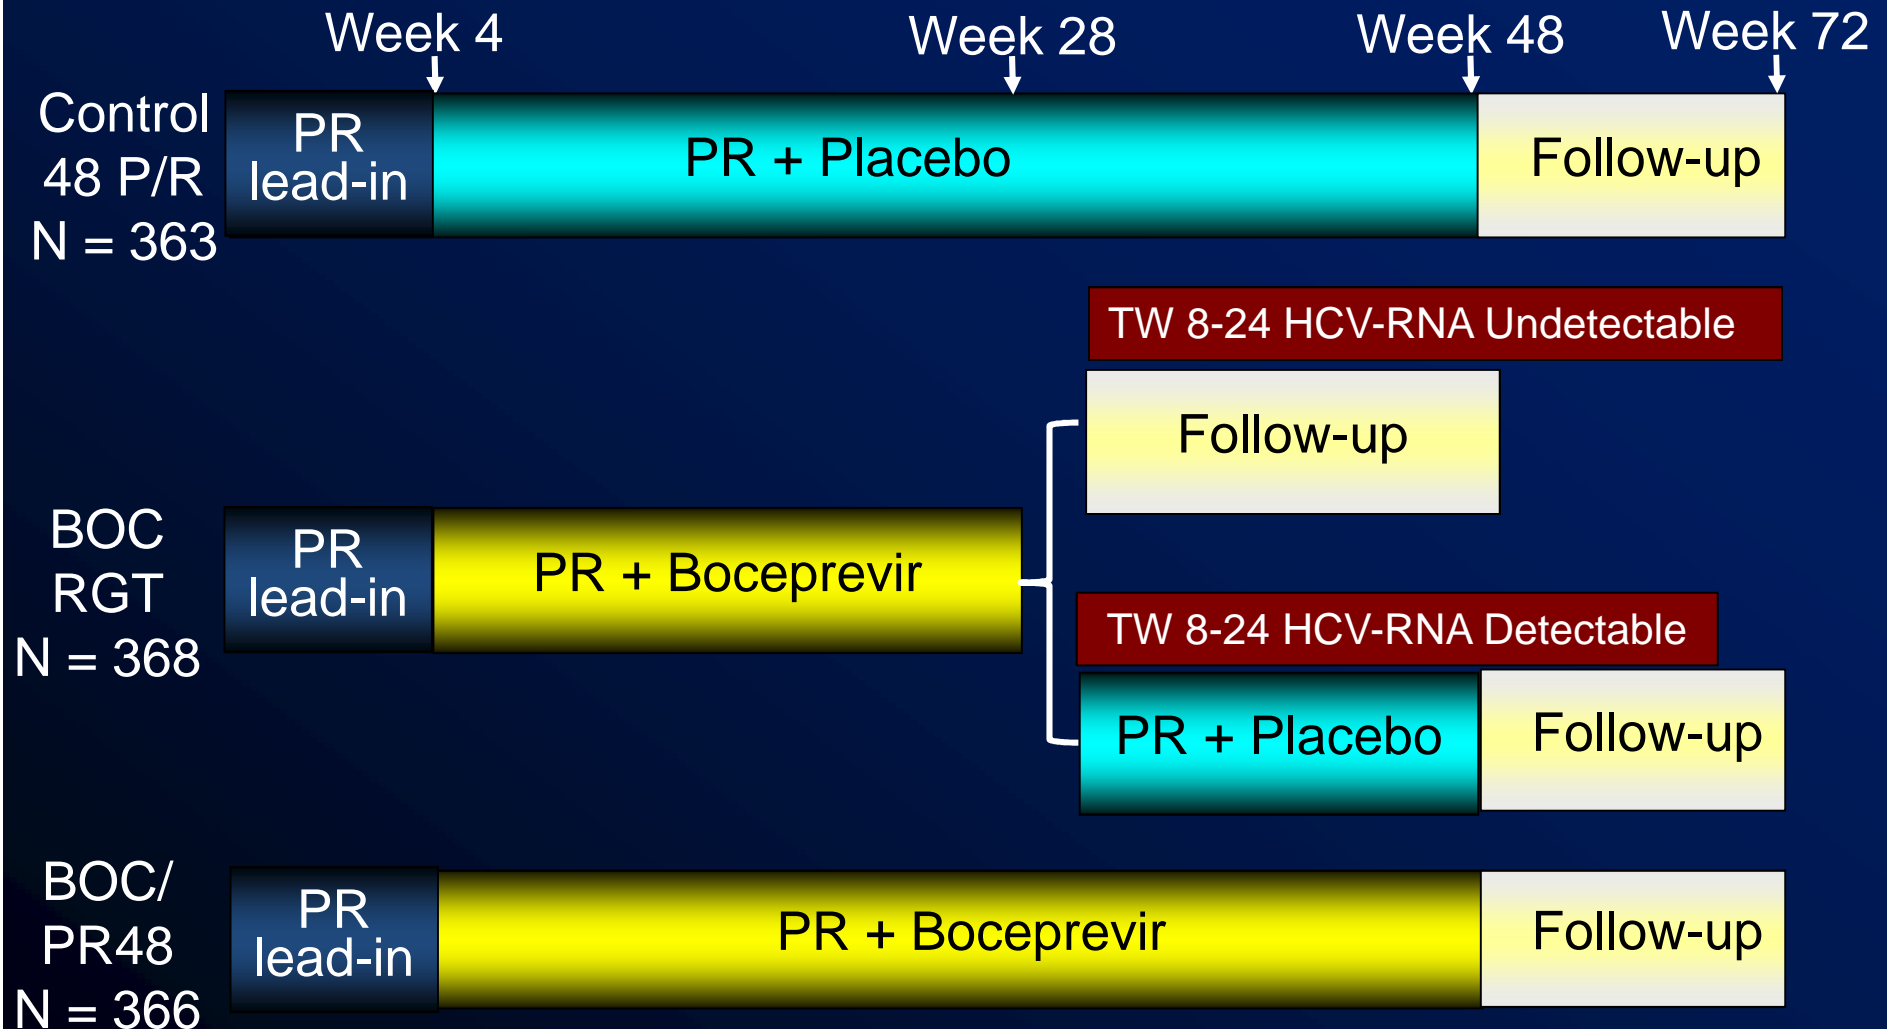 Week 4
Week 28
Week 48
Week 72
Control
48 P/R
N = 363
PR
lead-in
PR + Placebo
Follow-up
TW 8-24 HCV-RNA Undetectable
Follow-up
BOC
RGT
N = 368
PR
lead-in
PR + Boceprevir
TW 8-24 HCV-RNA Detectable
PR + Placebo
Follow-up
BOC/
PR48
N = 366
PR
lead-in
PR + Boceprevir
Follow-up